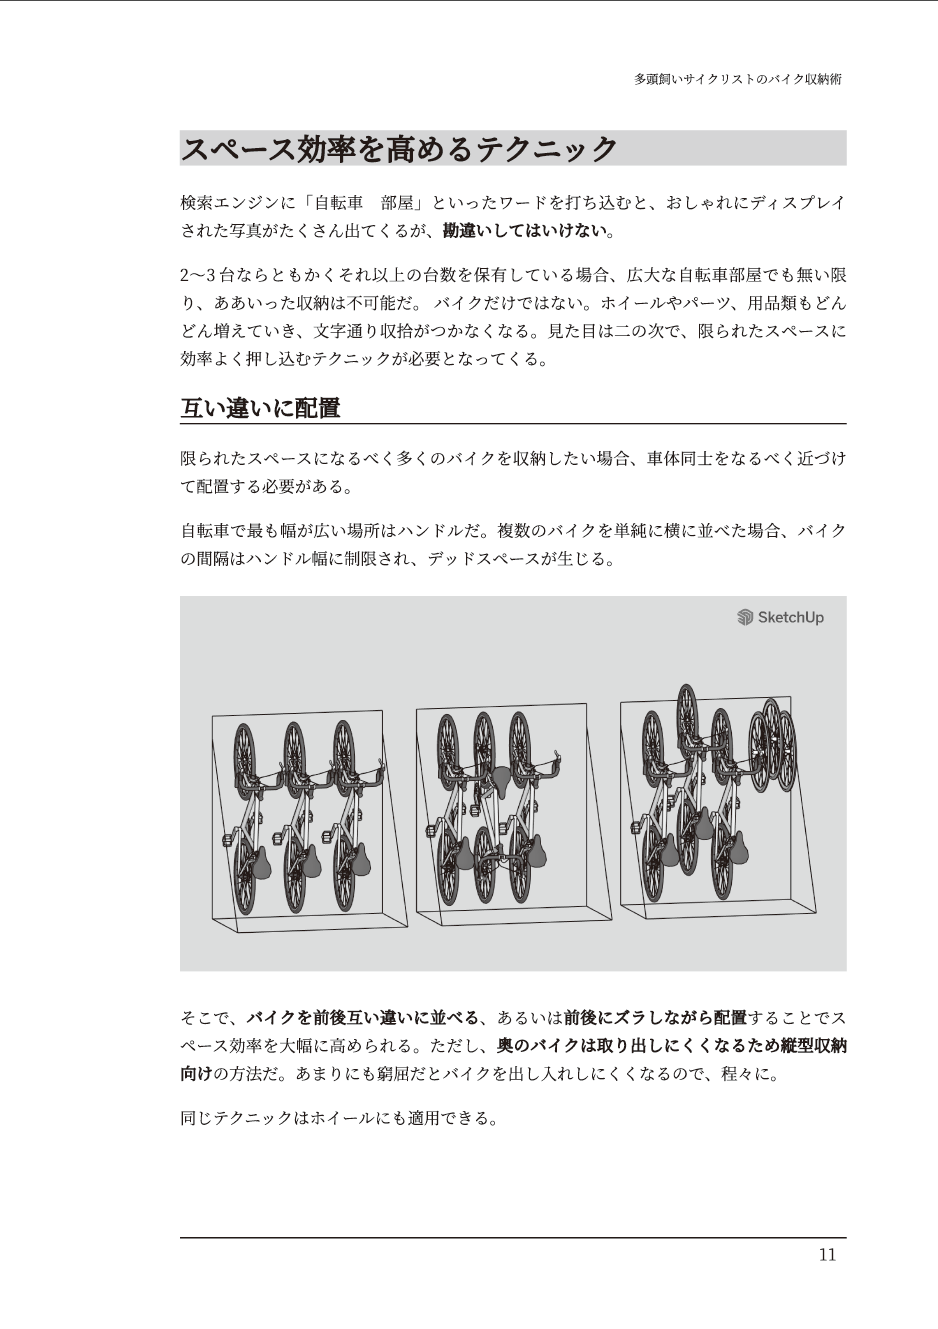 多頭飼いサイクリストのバイク収納術
スペース効率を高めるテクニック
検索エンジンに「自転車　部屋」といったワードを打ち込むと、おしゃれにディスプレイ
された写真がたくさん出てくるが、勘違いしてはいけない。
2〜3台ならともかくそれ以上の台数を保有している場合、広大な自転車部屋でも無い限
り、ああいった収納は不可能だ。 バイクだけではない。ホイールやパーツ、用品類もどん
どん増えていき、文字通り収拾がつかなくなる。見た目は二の次で、限られたスペースに
効率よく押し込むテクニックが必要となってくる。
互い違いに配置
限られたスペースになるべく多くのバイクを収納したい場合、車体同士をなるべく近づけ
て配置する必要がある。
自転車で最も幅が広い場所はハンドルだ。複数のバイクを単純に横に並べた場合、バイク
の間隔はハンドル幅に制限され、デッドスペースが生じる。
SketchUp
そこで、バイクを前後互い違いに並べる、あるいは前後にズラしながら配置することでス
ペース効率を大幅に高められる。ただし、奥のバイクは取り出しにくくなるため縦型収納
向けの方法だ。あまりにも窮屈だとバイクを出し入れしにくくなるので、程々に。
同じテクニックはホイールにも適用できる。
11